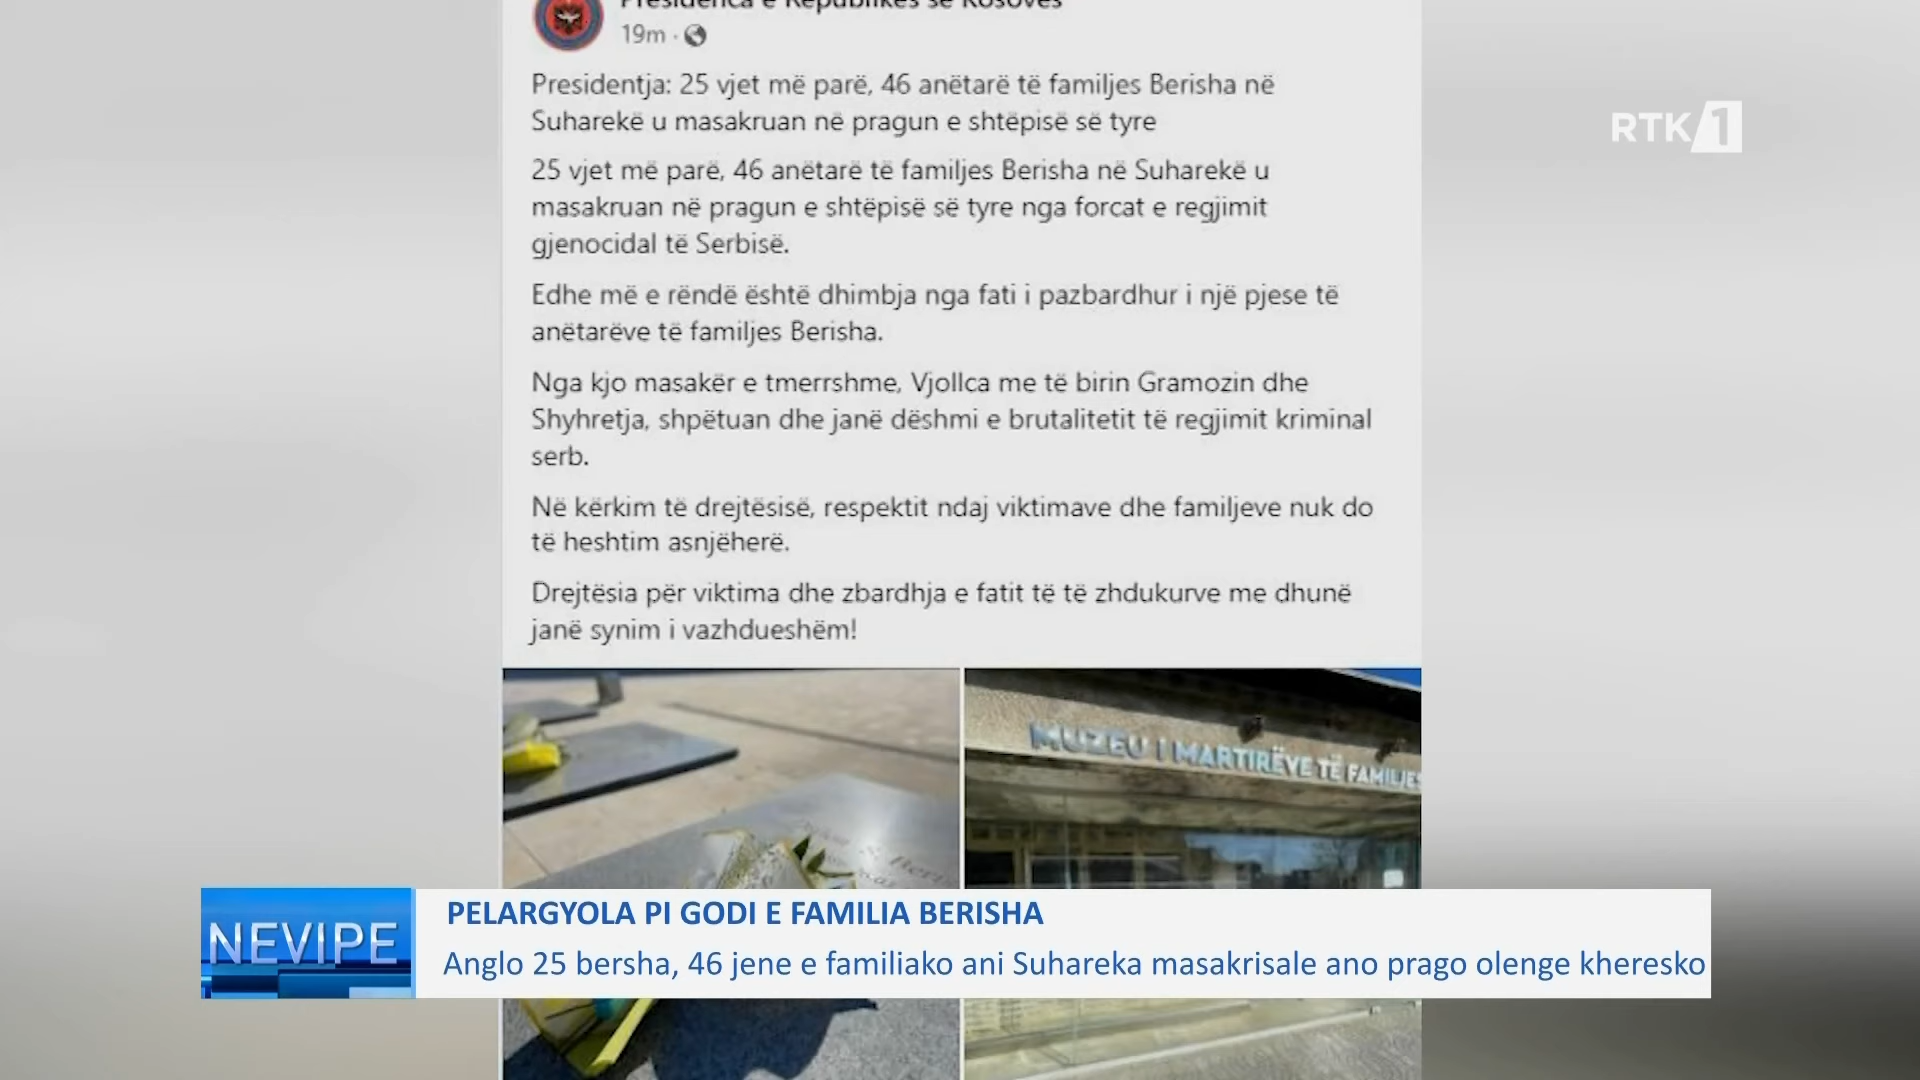 Presidenca e Republikës së Kosovës
19m
RTK 1
Presidentja: 25 vjet më parë, 46 anëtarë të familjes Berisha në
Suharekë u masakruan në pragun e shtëpisë së tyre
25 vjet më parë, 46 anëtarë të familjes Berisha në Suharekë u
masakruan në pragun e shtëpisë së tyre nga forcat e regjimit
gjenocidal të Serbisë.
Edhe më e rëndë është dhimbja nga fati i pazbardhur i një pjese të
anëtarëve të familjes Berisha.
Nga kjo masakër e tmerrshme, Vjollca me të birin Gramozin dhe
Shyhretja, shpëtuan dhe janë dëshmi e brutalitetit të regjimit kriminal
serb.
Në kërkim të drejtësisë, respektit ndaj viktimave dhe familjeve nuk do
të heshtim asnjëherë.
Drejtësia për viktima dhe zbardhja e fatit të të zhdukurve me dhunë
janë synim i vazhdueshëm!
MUZEU I MARTIRËVE TË FAMILJES
NEVIPE
PELARGYOLA PI GODI E FAMILIA BERISHA
Anglo 25 bersha, 46 jene e familiako ani Suhareka masakrisale ano prago olenge kheresko